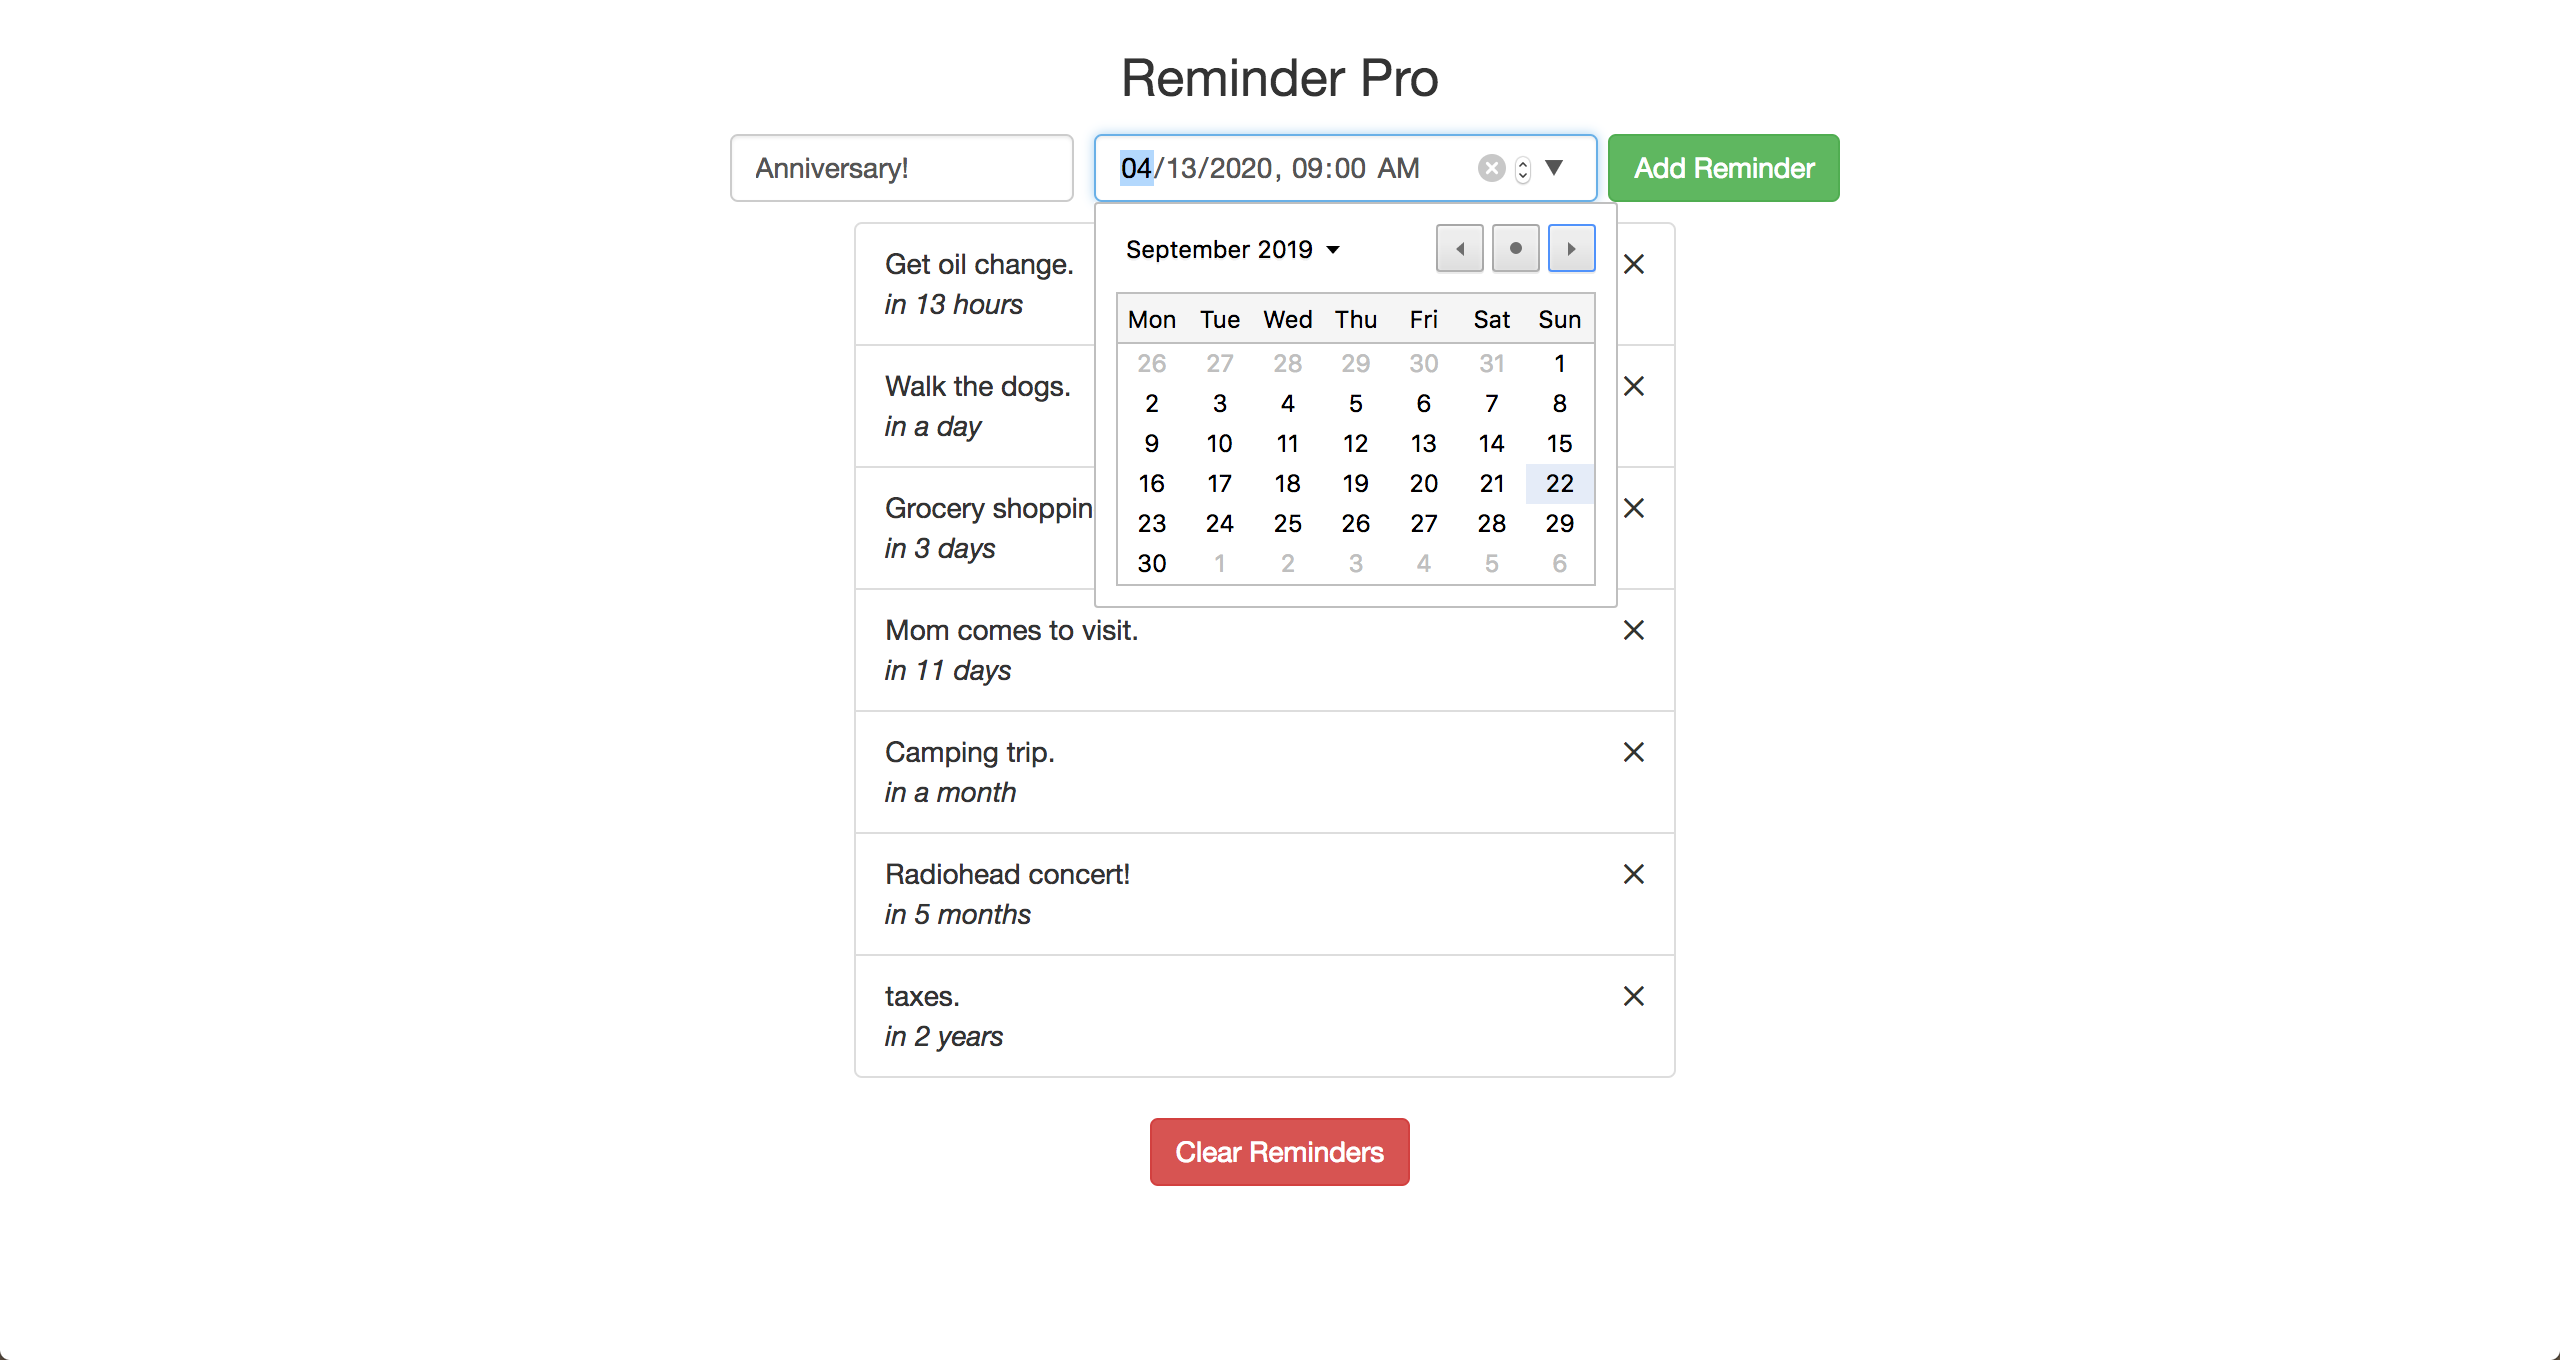 Reminder Pro
Anniversary!
04/13/2020, 09:00 AM
Add Reminder
September 2019
Mon Tue Wed Thu Fri Sat Sun
26 27 28 29 30 31 1
2 3 4 5 6 7 8
9 10 11 12 13 14 15
16 17 18 19 20 21 22
23 24 25 26 27 28 29
30 1 2 3 4 5 6
Get oil change.
in 13 hours
Walk the dogs.
in a day
Grocery shoppin
in 3 days
Mom comes to visit.
in 11 days
Camping trip.
in a month
Radiohead concert!
in 5 months
taxes.
in 2 years
Clear Reminders